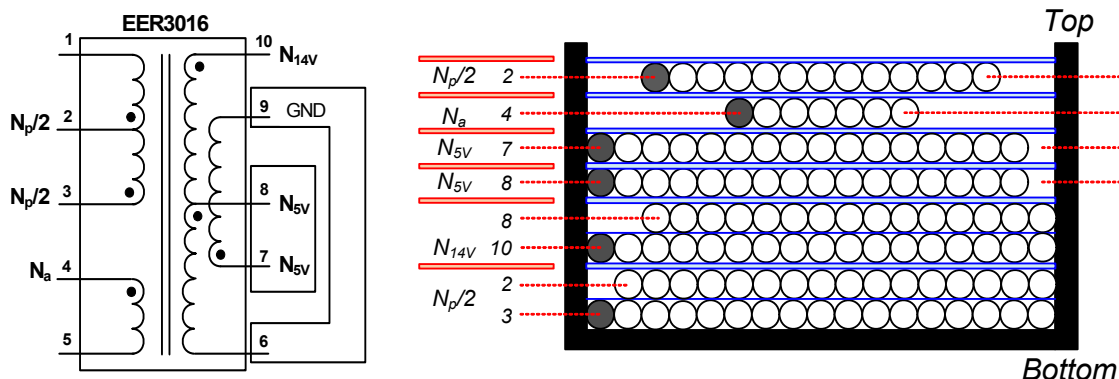 EER3016
1
10
N14V
9
GND
Np/2
2
8
N5V
Np/2
3
7
N5V
Na
4
5
6
Top
Np/2 2
Na 4
N5V 7
N5V 8
8
N14V 10
2
Np/2
3
Bottom